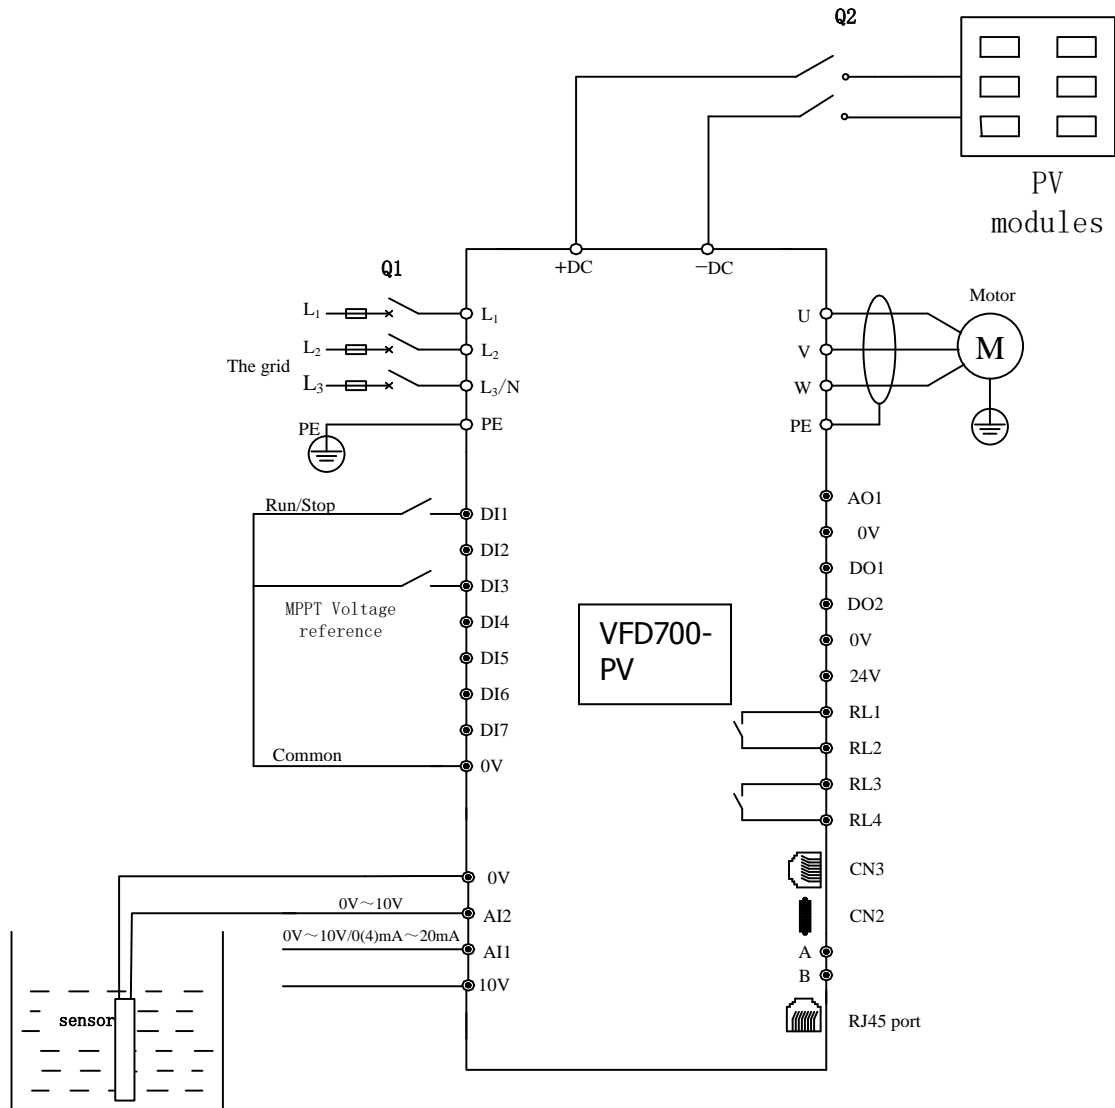 Q2
PV
modules
+DC
−DC
Q1
L₁
L₁
U
Motor
L₂
L₂
V
M
The grid
L₃
L₃/N
W
PE
PE
PE
Run/Stop
DI1
AO1
DI2
0V
DI3
DO1
MPPT Voltage
reference
DI4
DO2
VFD700-
PV
DI5
0V
DI6
24V
DI7
RL1
Common
0V
RL2
RL3
RL4
0V
CN3
0V～10V
AI2
CN2
0V～10V/0(4)mA～20mA
AI1
A
10V
B
sensor
RJ45 port